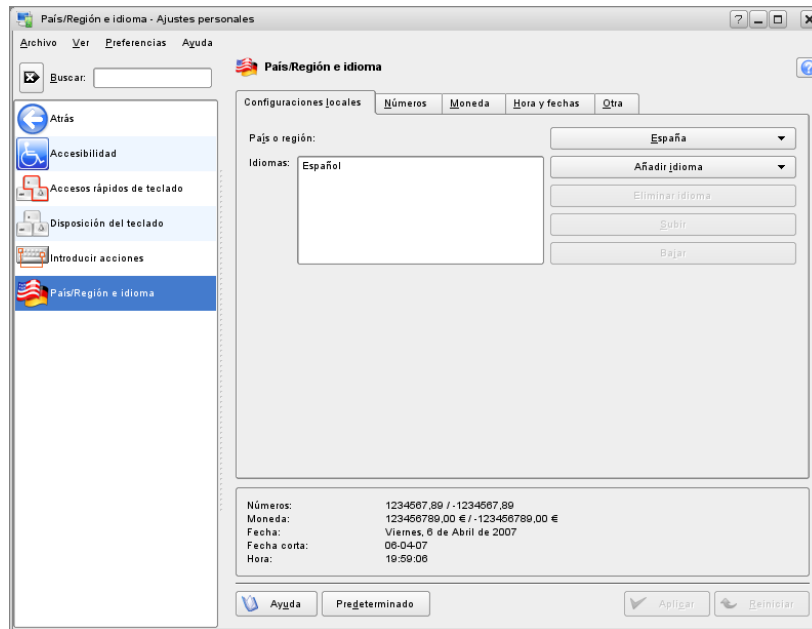 País/Región e idioma - Ajustes personales
Archivo Ver Preferencias Ayuda
Buscar:
Atrás
Accesibilidad
Accesos rápidos de teclado
Disposición del teclado
Introducir acciones
País/Región e idioma
País/Región e idioma
Configuraciones locales Números Moneda Hora y fechas Otra
País o región: España
Idiomas: Español Añadir idioma
Eliminar idioma
Subir
Bajar
Números: 1234567,89 / -1234567,89
Moneda: 123456789,00 € / -123456789,00 €
Fecha: Viernes, 6 de Abril de 2007
Fecha corta: 06-04-07
Hora: 19:59:06
Ayuda Predeterminado Aplicar Reiniciar